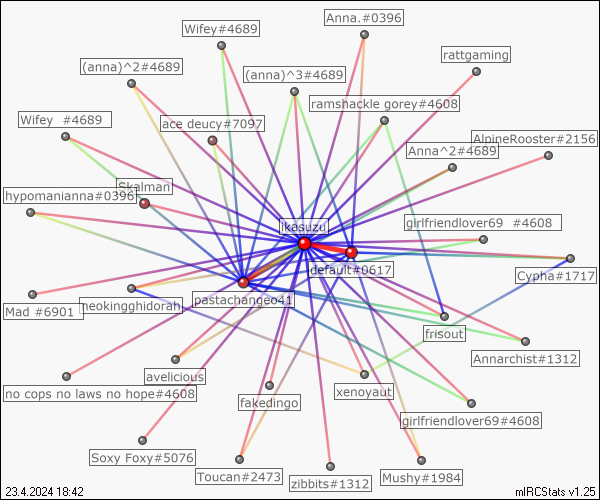 Anna.#0396
Wifey#4689
rattgaming
(anna)^2#4689
(anna)^3#4689
ramshackle gorey#4608
Wifey  #4689
ace deucy#7097
AlpineRooster#2156
Anna^2#4689
Skalman
hypomanianna#0396
girlfriendlover69  #4608
ikasuzu
default#0617
Cypha#1717
Mad #6901
neokingghidorah
pastachangeo41
frisout
Annarchist#1312
avelicious
xenoyaut
no cops no laws no hope#4608
fakedingo
girlfriendlover69#4608
Soxy Foxy#5076
Toucan#2473
zibbits#1312
Mushy#1984
23.4.2024 18:42
mIRCStats v1.25